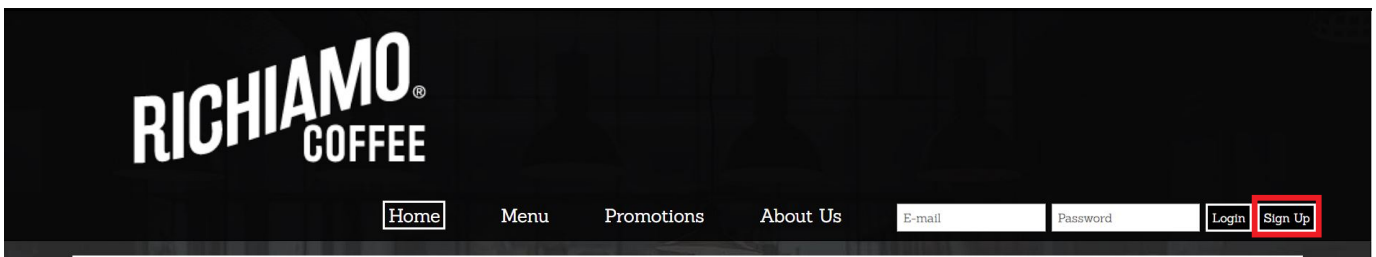 RICHIAMO®
COFFEE
Home Menu Promotions About Us E-mail Password Login Sign Up